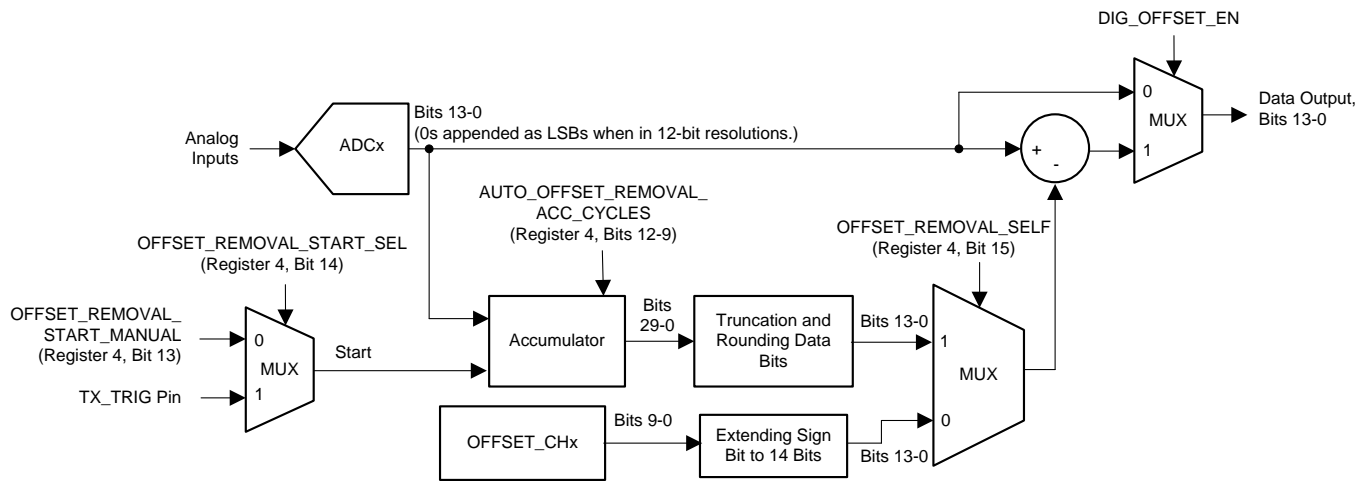 DIG_OFFSET_EN
0
MUX
1
Data Output,
Bits 13-0
Analog
Inputs
ADCx
Bits 13-0
(0s appended as LSBs when in 12-bit resolutions.)
+
-
AUTO_OFFSET_REMOVAL_
ACC_CYCLES
(Register 4, Bits 12-9)
OFFSET_REMOVAL_SELF
(Register 4, Bit 15)
OFFSET_REMOVAL_START_SEL
(Register 4, Bit 14)
OFFSET_REMOVAL_
START_MANUAL
(Register 4, Bit 13)
TX_TRIG Pin
0
MUX
1
Start
Accumulator
Bits
29-0
Truncation and
Rounding Data
Bits
Bits 13-0
1
MUX
0
OFFSET_CHx
Bits 9-0
Extending Sign
Bit to 14 Bits
Bits 13-0